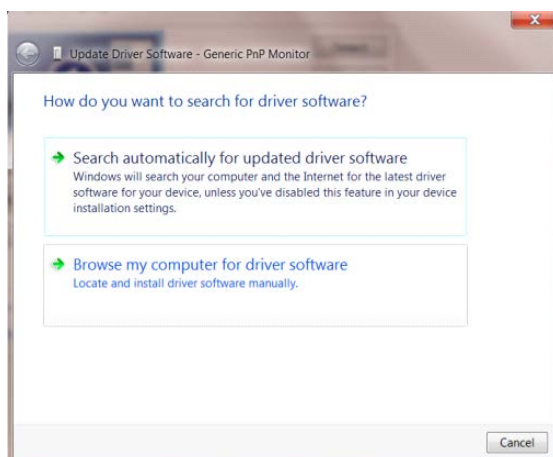 Update Driver Software - Generic PnP Monitor
How do you want to search for driver software?
Search automatically for updated driver software
Windows will search your computer and the Internet for the latest driver
software for your device, unless you've disabled this feature in your device
installation settings.
Browse my computer for driver software
Locate and install driver software manually.
Cancel